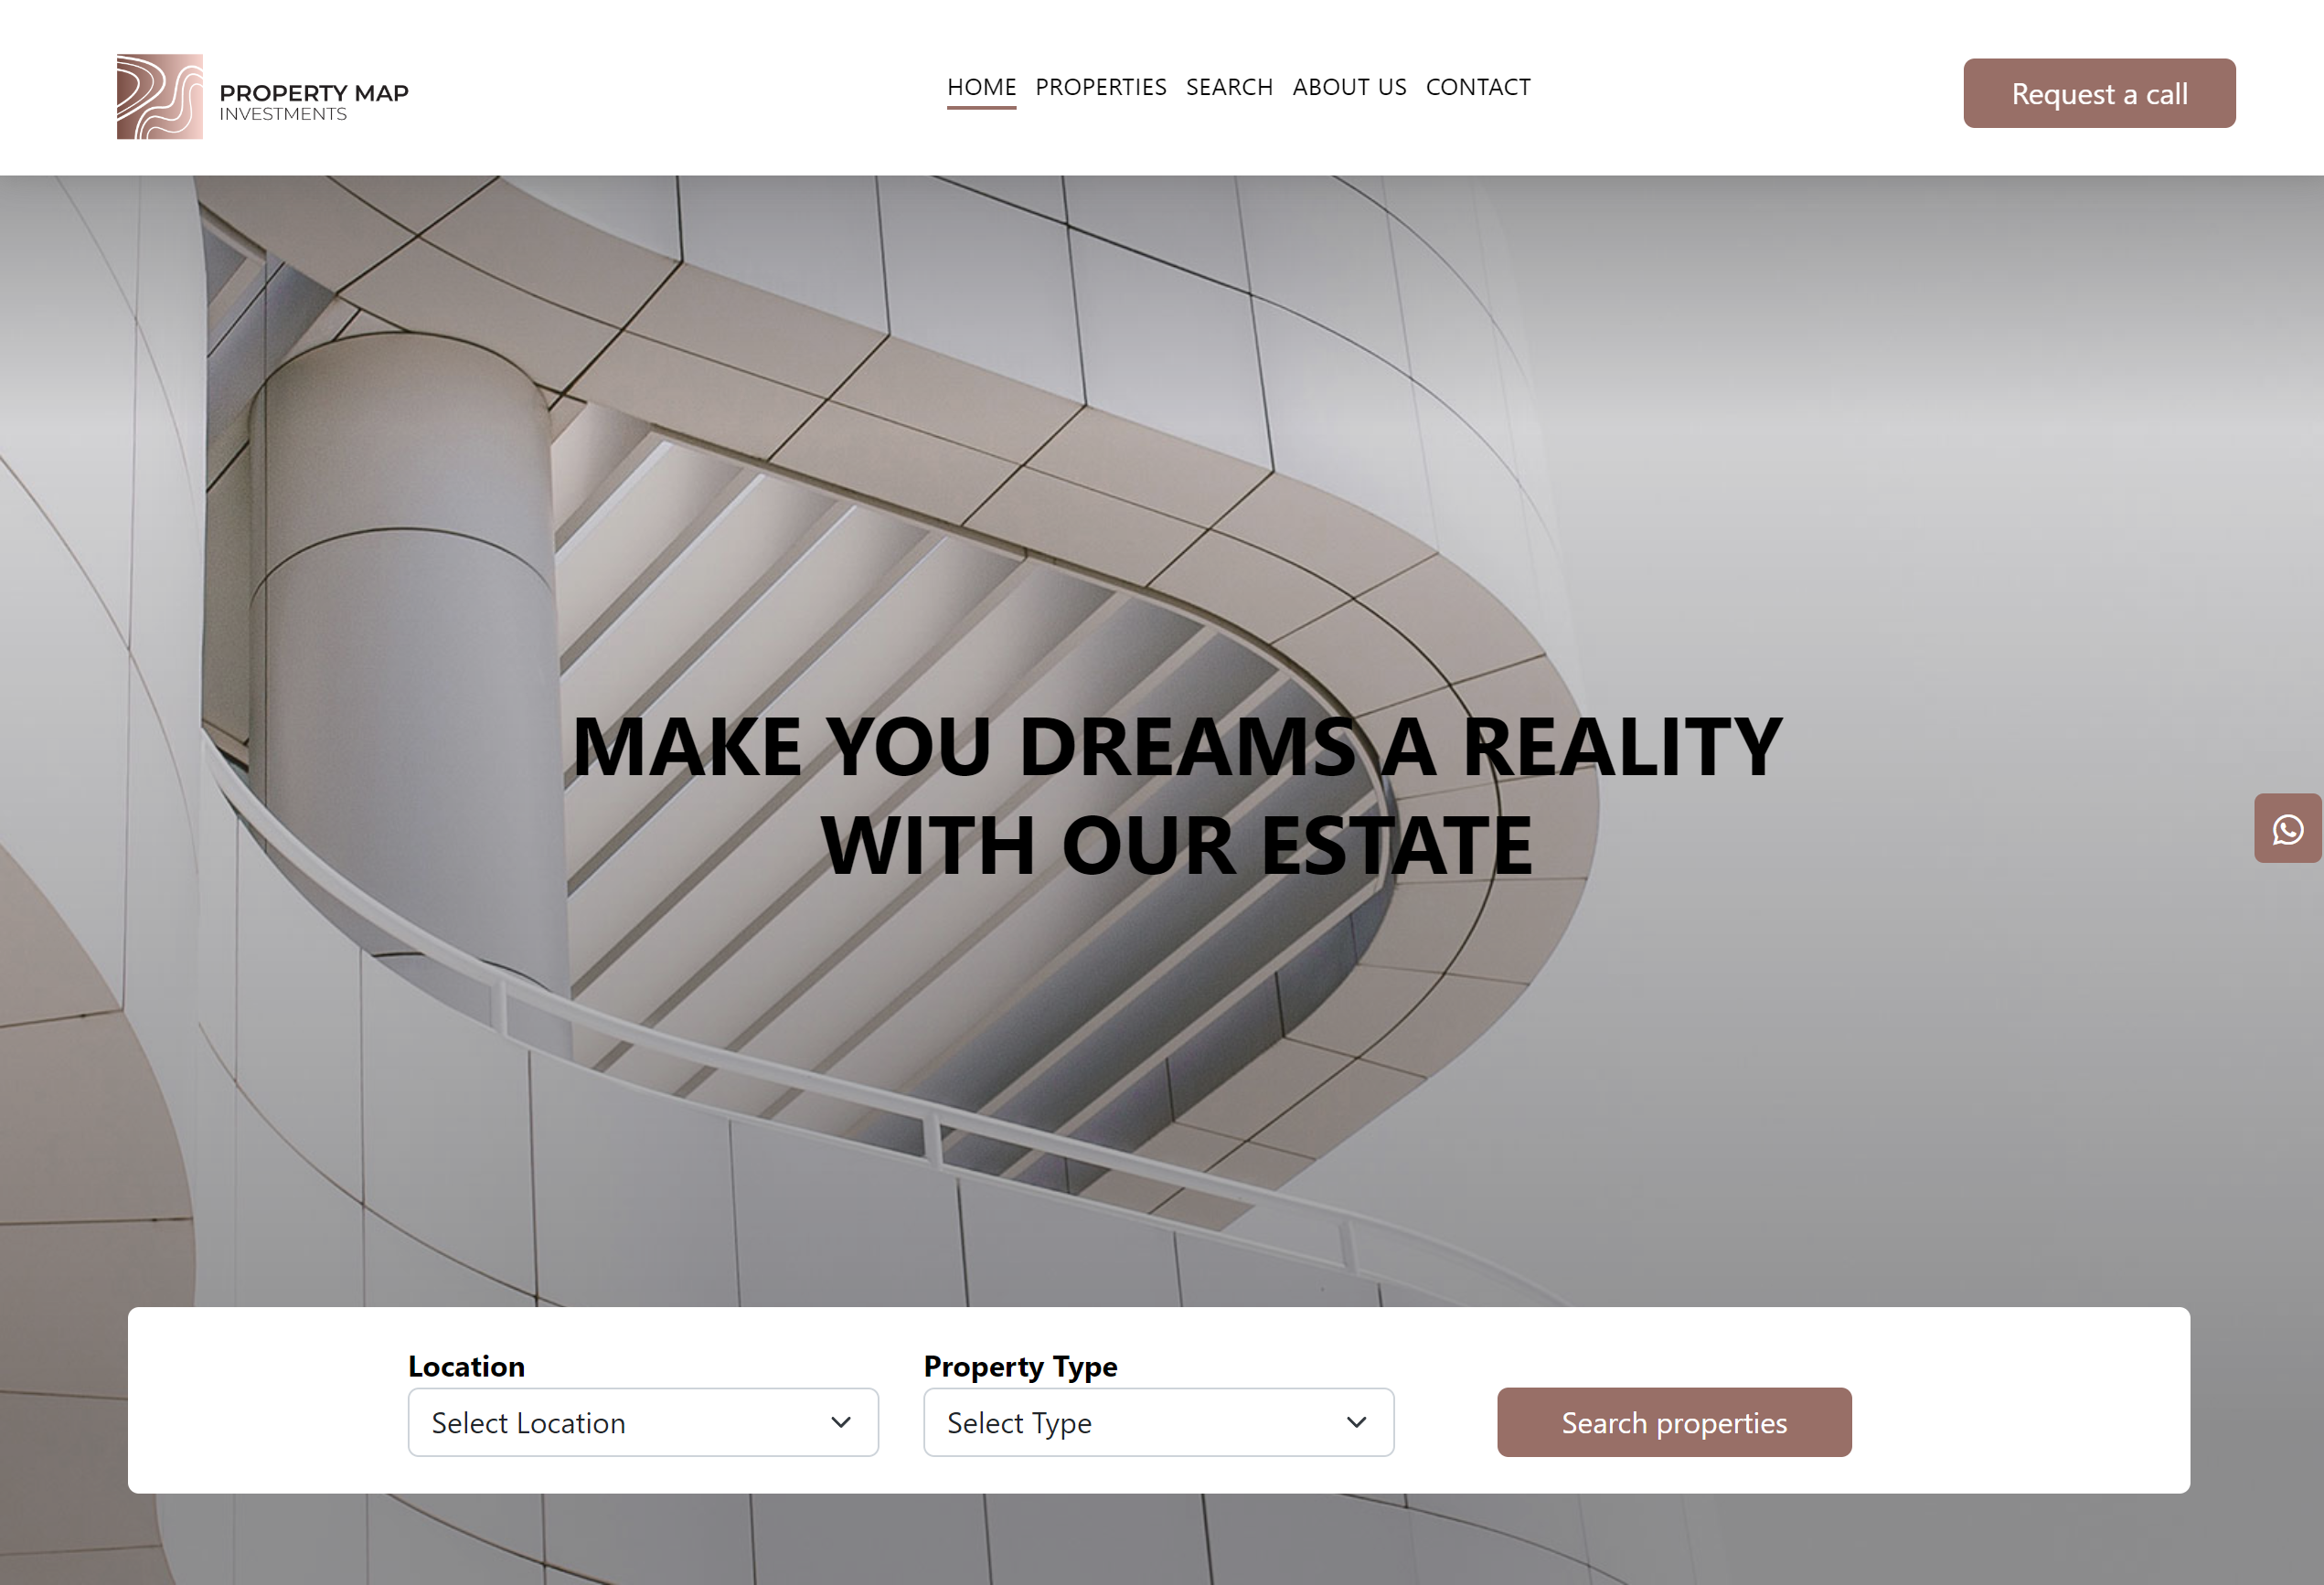 PROPERTY MAP
INVESTMENTS
HOME PROPERTIES SEARCH ABOUT US CONTACT
Request a call
MAKE YOU DREAMS A REALITY
WITH OUR ESTATE
Location
Property Type
Select Location
Select Type
Search properties